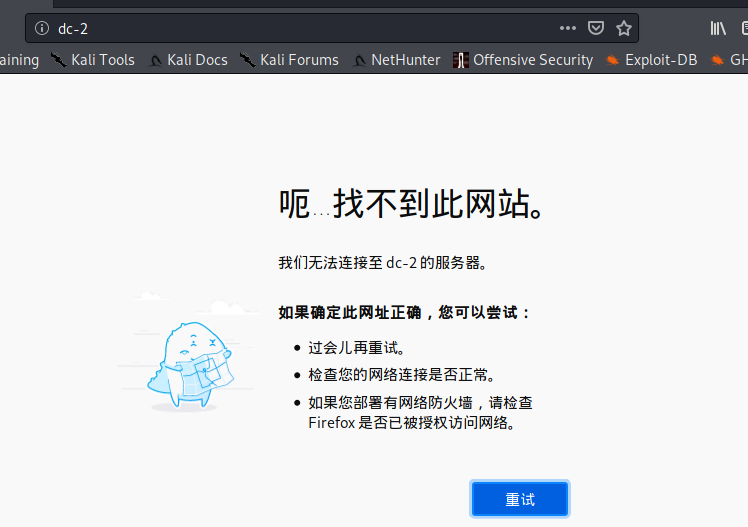 dc-2
aining Kali Tools Kali Docs Kali Forums NetHunter Offensive Security Exploit-DB GH
呃...找不到此网站。
我们无法连接至 dc-2 的服务器。
如果确定此网址正确，您可以尝试：
• 过会儿再重试。
• 检查您的网络连接是否正常。
• 如果您部署有网络防火墙，请检查
Firefox 是否已被授权访问网络。
重试